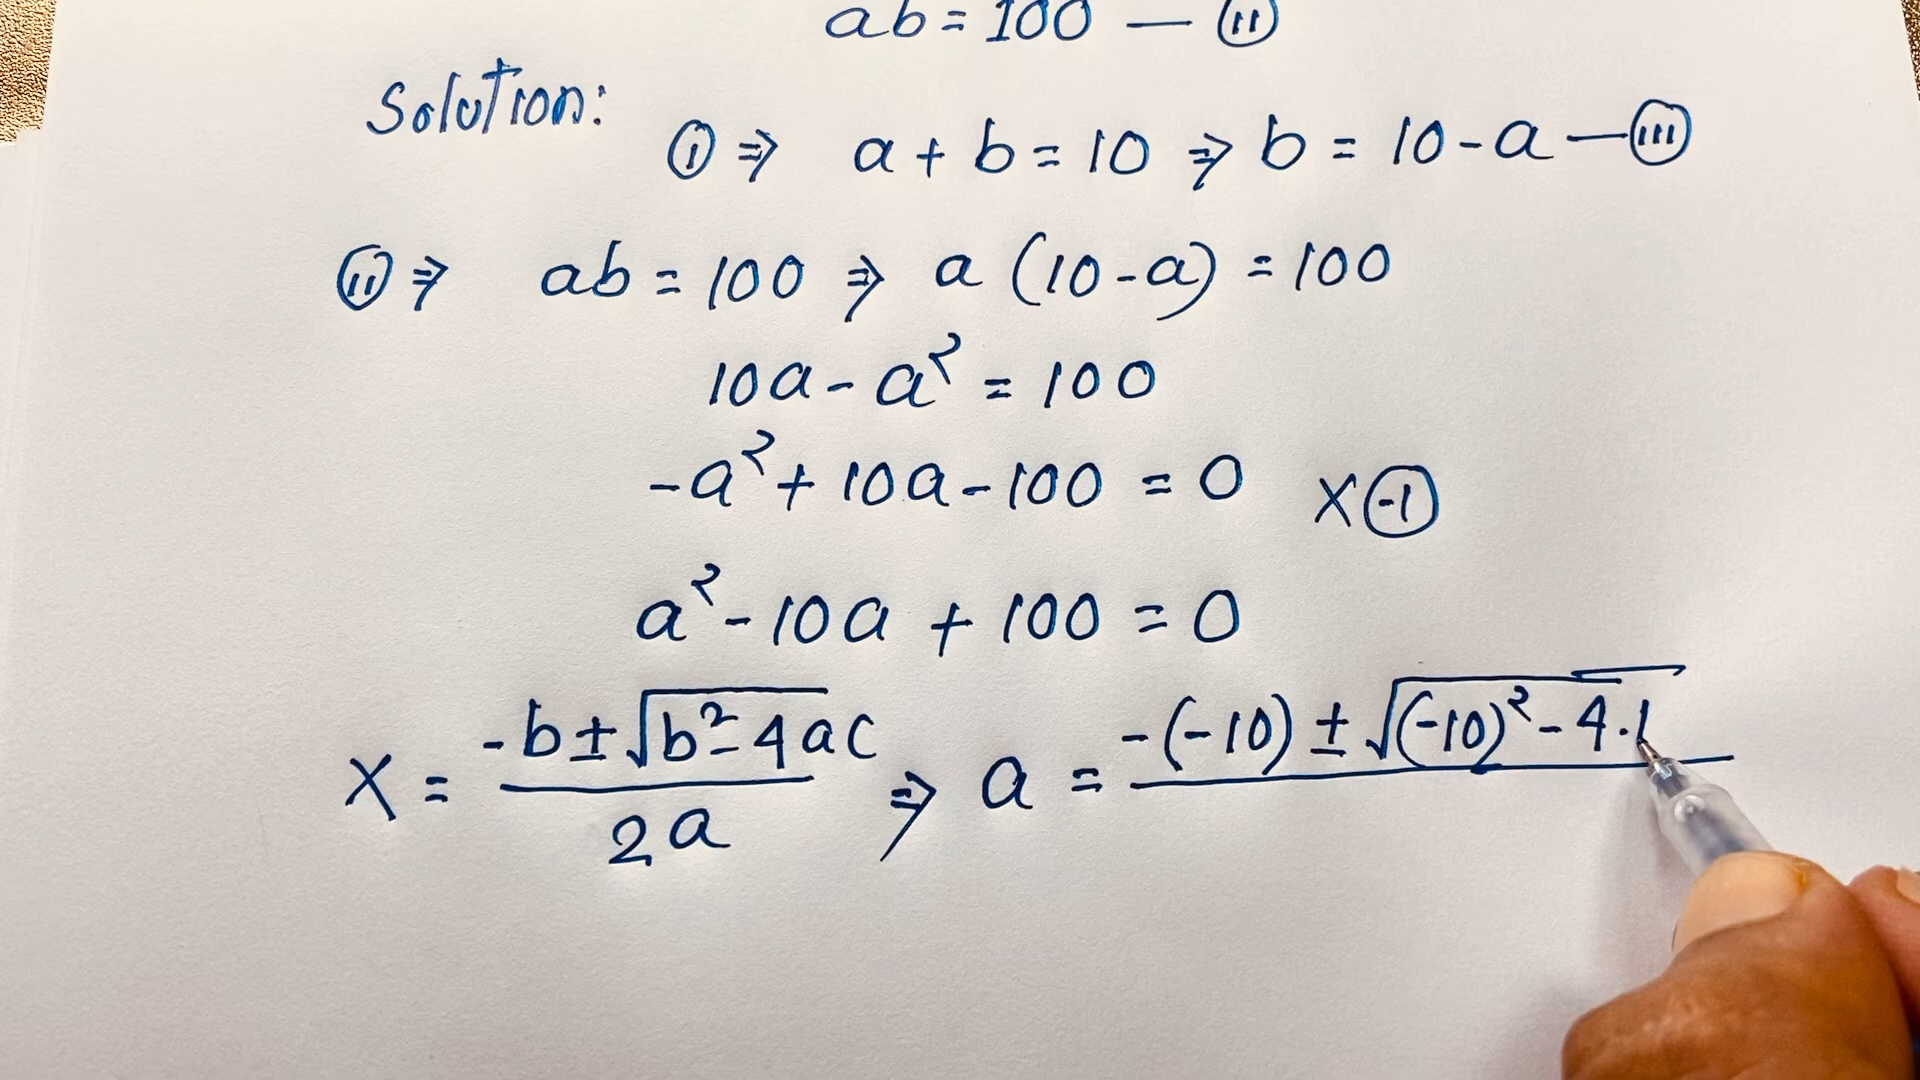 ab = 100 — (ii)
Solution:
(i) ⇒ a + b = 10 ⇒ b = 10 - a — (iii)
(ii) ⇒ ab = 100 ⇒ a (10 - a) = 100
10a - a² = 100
-a² + 10a - 100 = 0 × (-1)
a² - 10a + 100 = 0
x = (-b ± √(b² - 4ac)) / 2a ⇒ a = -(-10) ± √((-10)² - 4.1